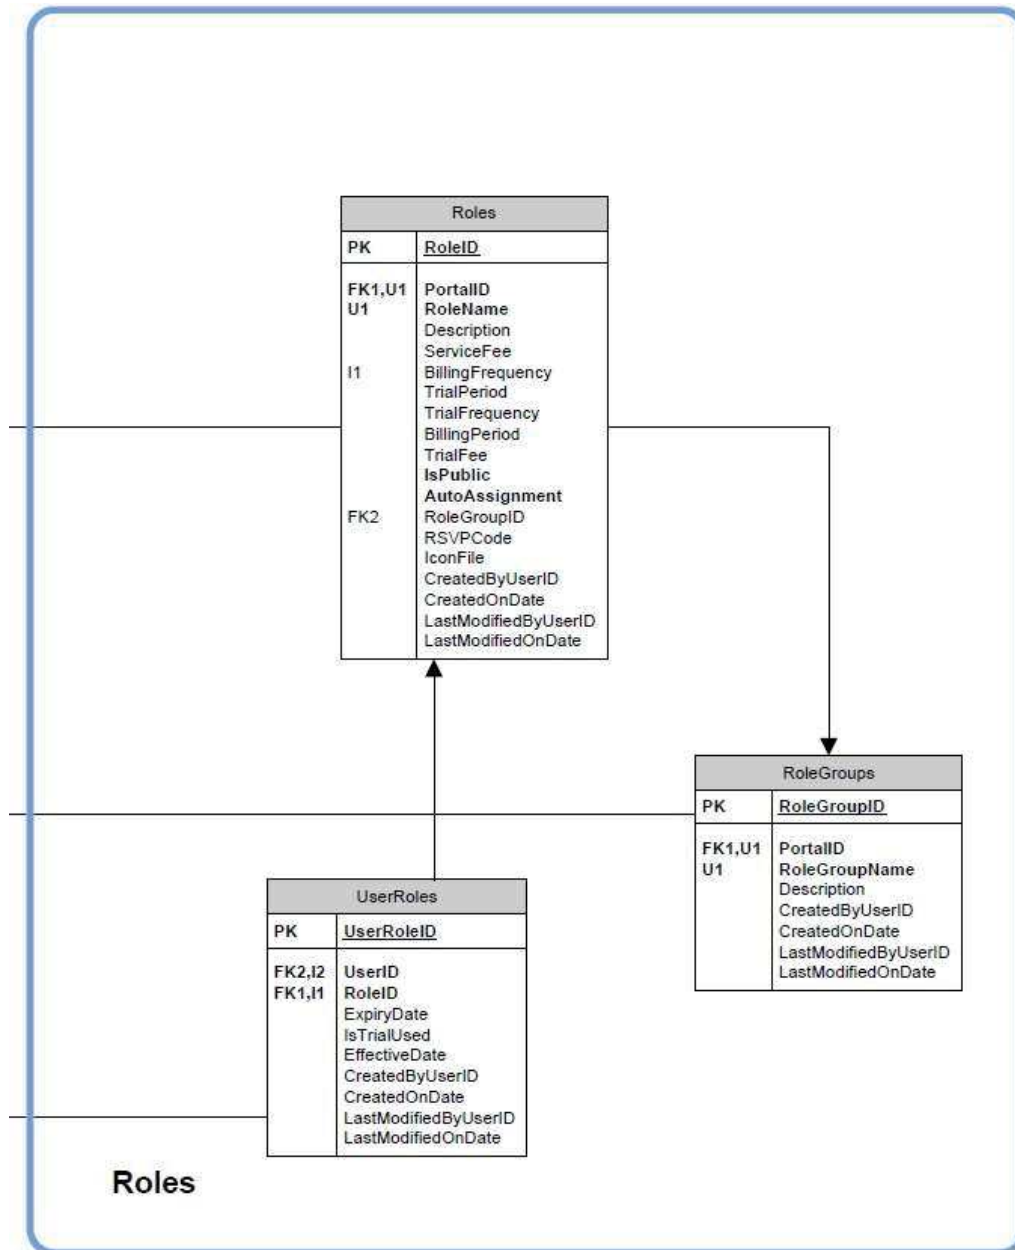 Roles
PK RoleID
FK1,U1 PortalID
U1 RoleName
Description
ServiceFee
I1 BillingFrequency
TrialPeriod
TrialFrequency
BillingPeriod
TrialFee
IsPublic
AutoAssignment
FK2 RoleGroupID
RSVPCode
IconFile
CreatedByUserID
CreatedOnDate
LastModifiedByUserID
LastModifiedOnDate
RoleGroups
PK RoleGroupID
FK1,U1 PortalID
U1 RoleGroupName
Description
CreatedByUserID
CreatedOnDate
LastModifiedByUserID
LastModifiedOnDate
UserRoles
PK UserRoleID
FK2,I2 UserID
FK1,I1 RoleID
ExpiryDate
IsTrialUsed
EffectiveDate
CreatedByUserID
CreatedOnDate
LastModifiedByUserID
LastModifiedOnDate
Roles